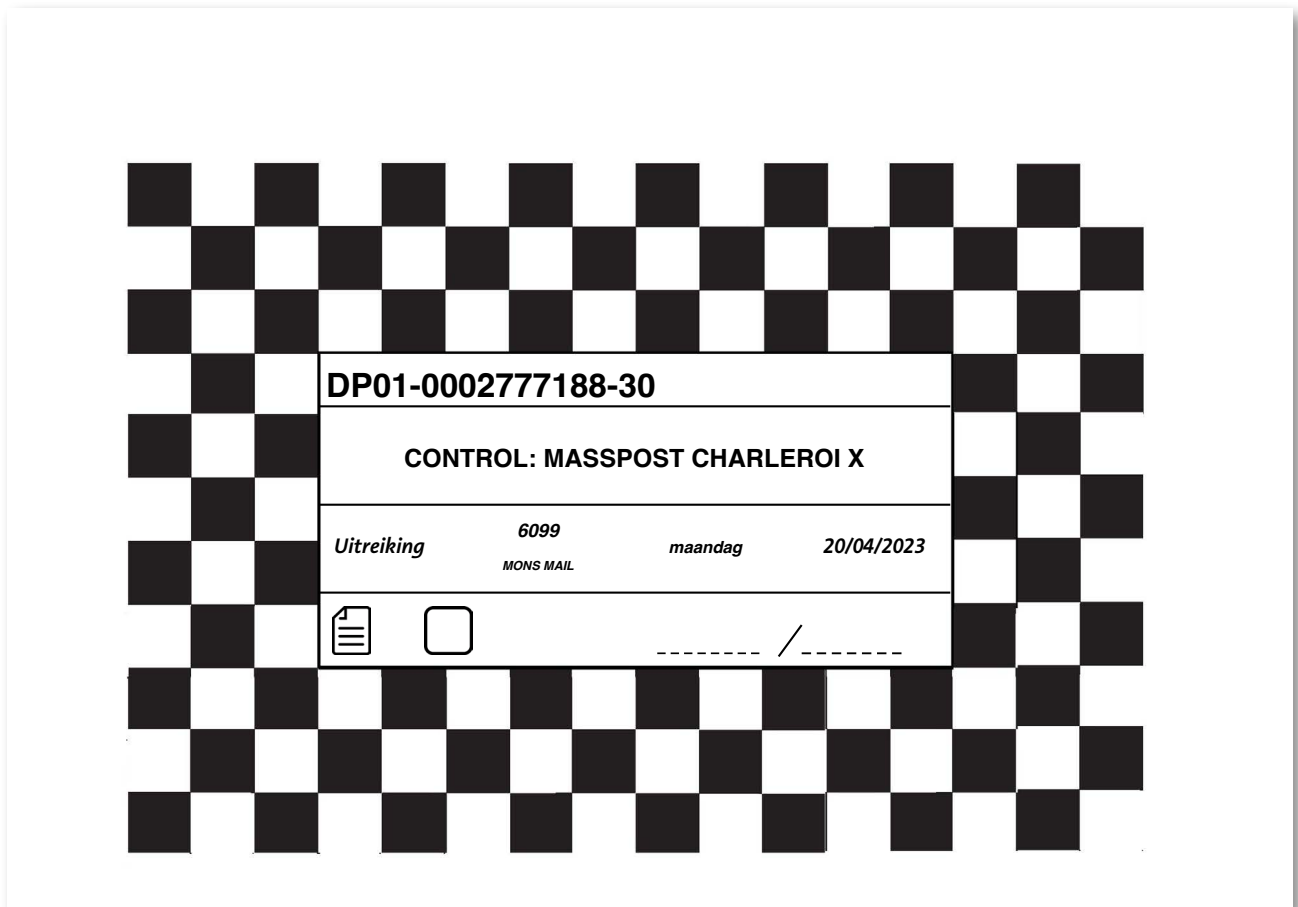 DP01-0002777188-30
CONTROL: MASSPOST CHARLEROI X
Uitreiking 6099 MONS MAIL maandag 20/04/2023
-------- / -------